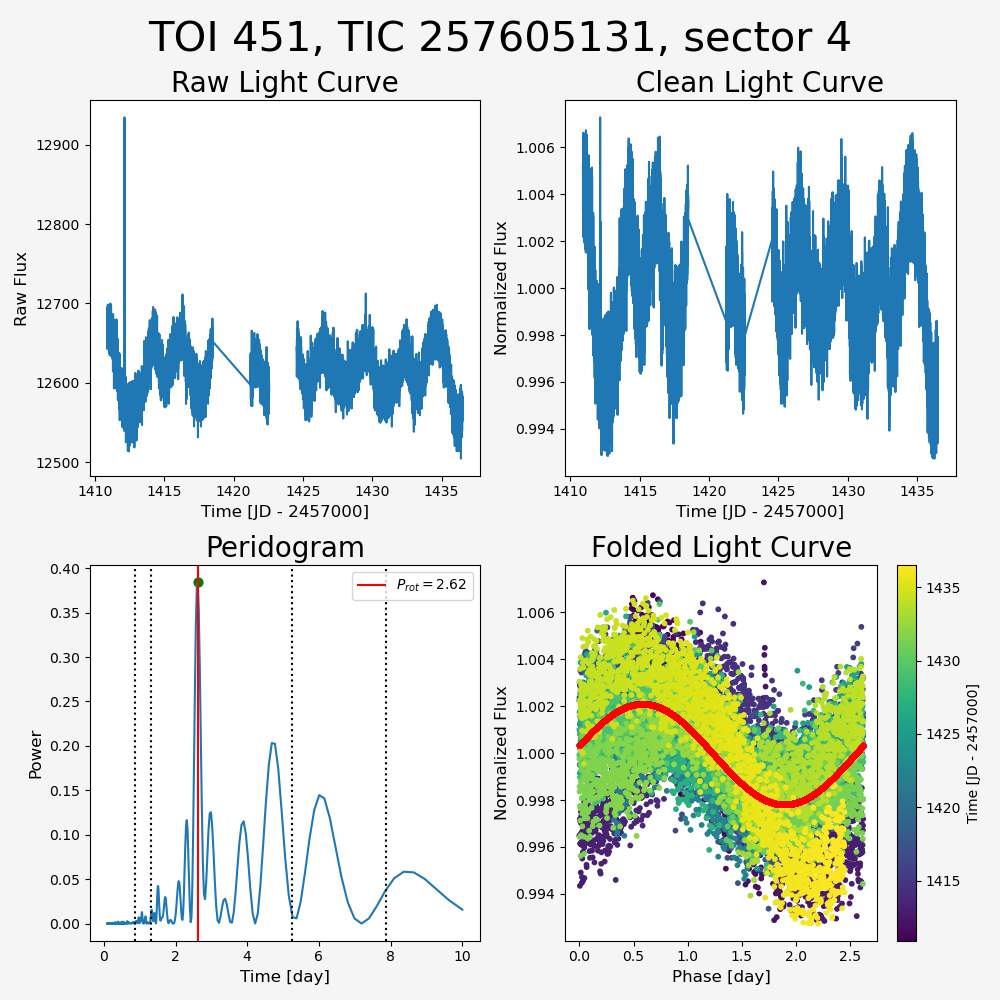 TOI 451, TIC 257605131, sector 4
Raw Light Curve
Clean Light Curve
12900
12800
12700
12600
12500
Raw Flux
1410 1415 1420 1425 1430 1435
Time [JD - 2457000]
1.006
1.004
1.002
1.000
0.998
0.996
0.994
Normalized Flux
1410 1415 1420 1425 1430 1435
Time [JD - 2457000]
Peridogram
Folded Light Curve
0.40
0.35
0.30
0.25
0.20
0.15
0.10
0.05
0.00
Power
P_rot = 2.62
0 2 4 6 8 10
Time [day]
1.006
1.004
1.002
1.000
0.998
0.996
0.994
Normalized Flux
0.0 0.5 1.0 1.5 2.0 2.5
Phase [day]
1435
1430
1425
1420
1415
Time [JD - 2457000]